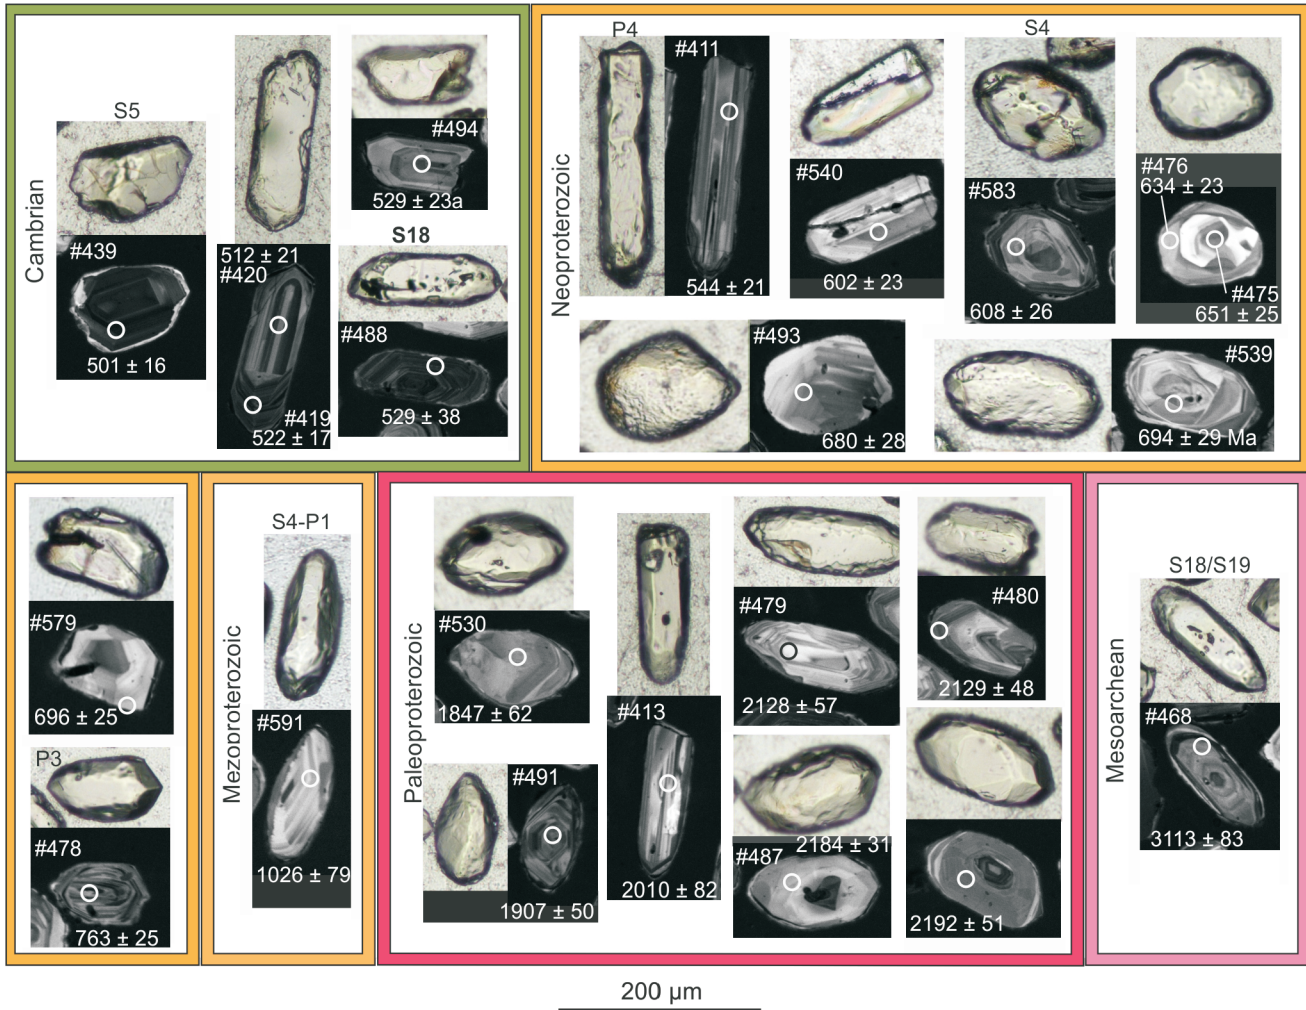 Cambrian
S5
#439
501 ± 16
512 ± 21
#420
#419
522 ± 17
#494
529 ± 23a
S18
#488
529 ± 38
Neoproterozoic
P4
#411
544 ± 21
#540
602 ± 23
S4
#583
608 ± 26
#476
634 ± 23
#475
651 ± 25
#493
680 ± 28
#539
694 ± 29 Ma
#579
696 ± 25
P3
#478
763 ± 25
Mezoproterozoic
S4-P1
#591
1026 ± 79
Paleoproterozoic
#530
1847 ± 62
#491
1907 ± 50
#413
2010 ± 82
#479
2128 ± 57
#480
2129 ± 48
2184 ± 31
#487
2192 ± 51
Mesoarchean
S18/S19
#468
3113 ± 83
200 µm